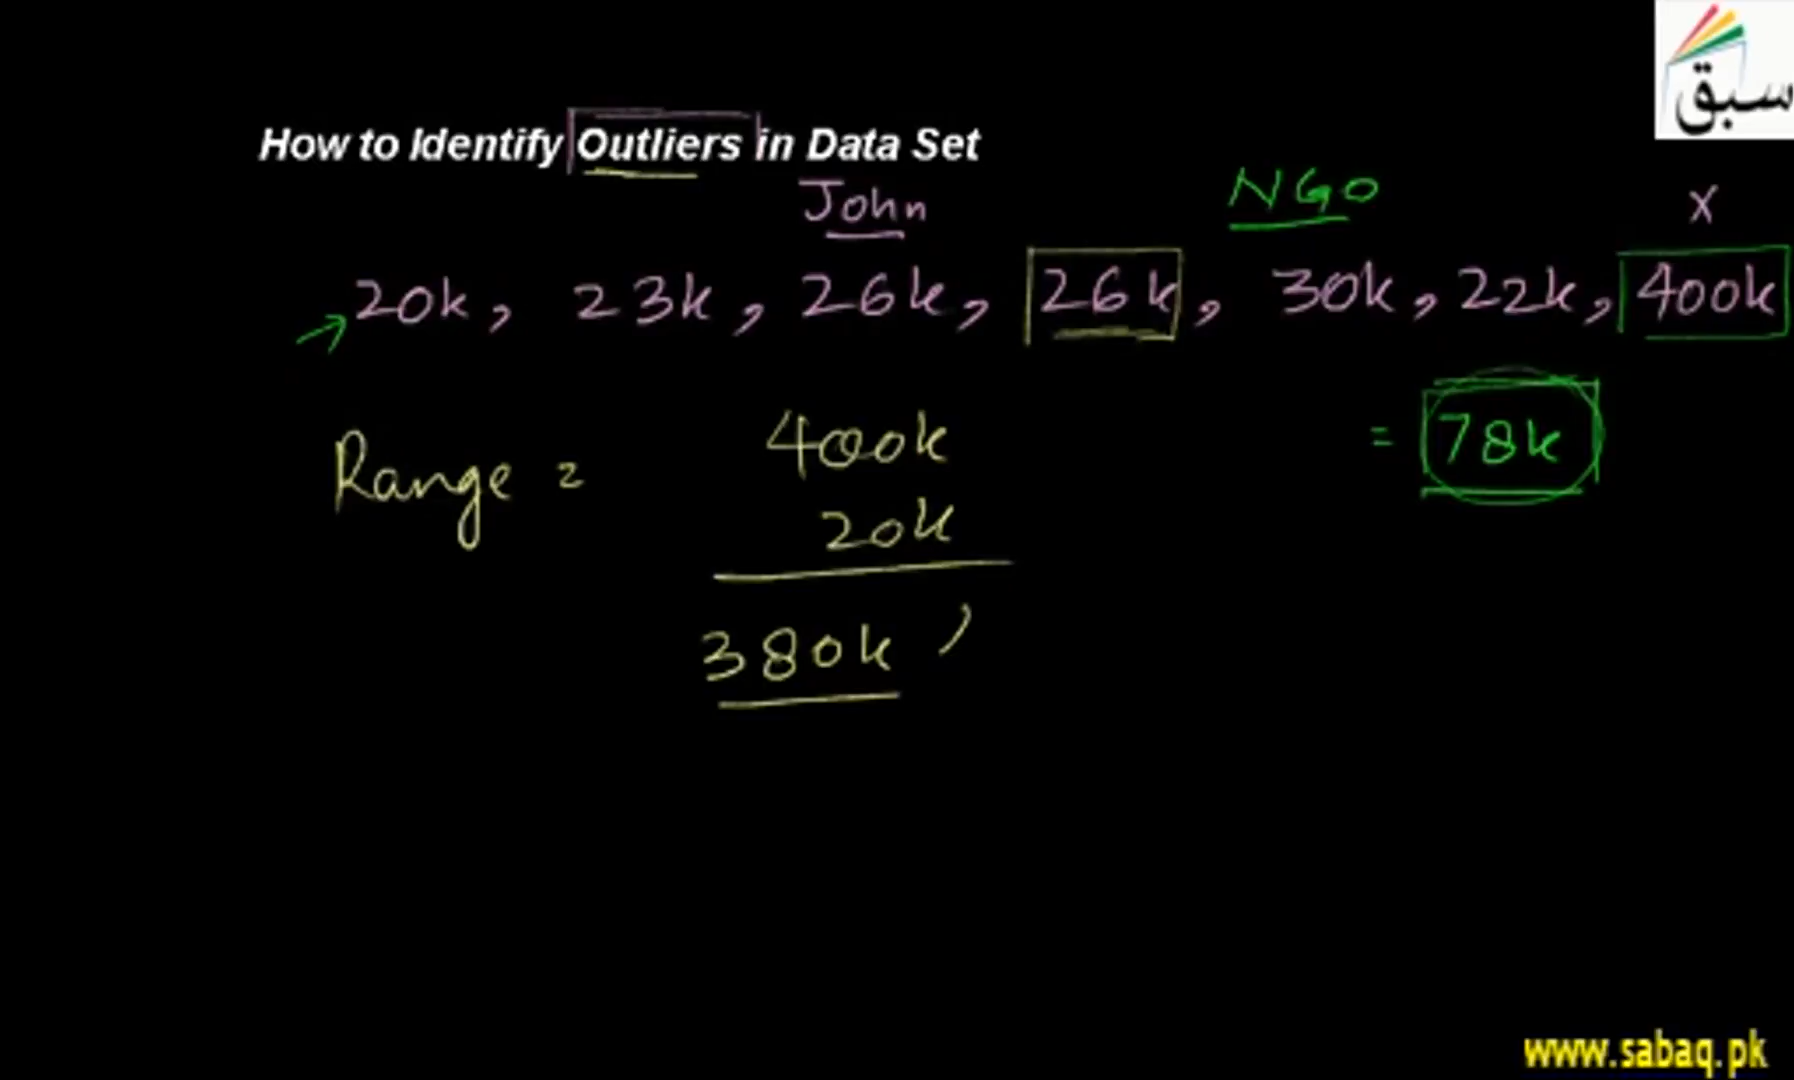 سبق
How to Identify Outliers in Data Set
John NGO X
20k, 23k, 26k, 26k, 30k, 22k, 400k
= 78k
Range = 400k
20k
380k,
www.sabaq.pk